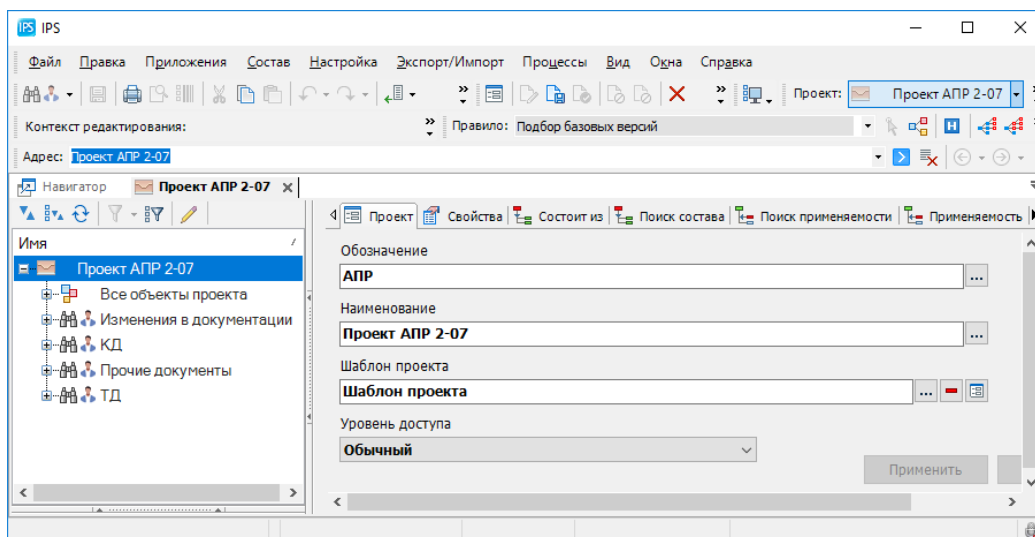 IPS IPS
Файл Правка Приложения Состав Настройка Экспорт/Импорт Процессы Вид Окна Справка
Проект: Проект АПР 2-07
Контекст редактирования: Правило: Подбор базовых версий
Адрес: Проект АПР 2-07
Навигатор Проект АПР 2-07
Проект Свойства Состоит из Поиск состава Поиск применяемости Применяемость
Имя
Проект АПР 2-07
Все объекты проекта
Изменения в документации
КД
Прочие документы
ТД
Обозначение
АПР
Наименование
Проект АПР 2-07
Шаблон проекта
Шаблон проекта
Уровень доступа
Обычный
Применить